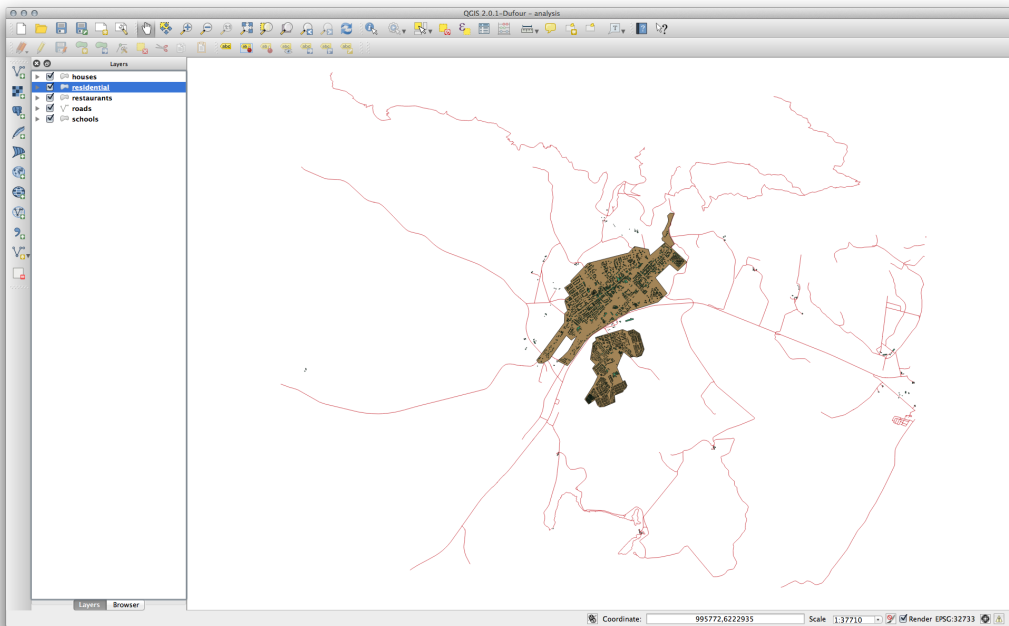 QGIS 2.0.1-Dufour - analysis
Layers
houses
residential
restaurants
roads
schools
Layers Browser
Coordinate: 995772,6222935 Scale 1:37710 Render EPSG:32733